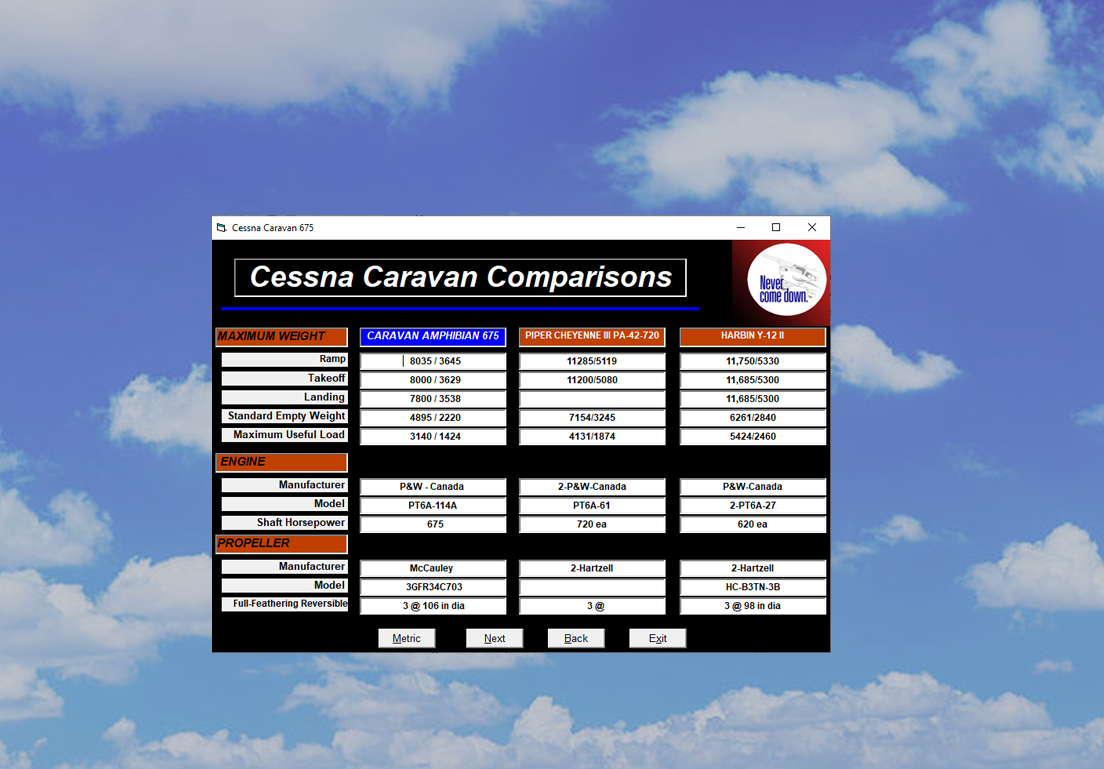 Cessna Caravan 675
Cessna Caravan Comparisons
Never
come down.
MAXIMUM WEIGHT CARAVAN AMPHIBIAN 675 PIPER CHEYENNE III PA-42-720 HARBIN Y-12 II
Ramp 8035 / 3645 11285/5119 11,750/5330
Takeoff 8000 / 3629 11200/5080 11,685/5300
Landing 7800 / 3538 11,685/5300
Standard Empty Weight 4895 / 2220 7154/3245 6261/2840
Maximum Useful Load 3140 / 1424 4131/1874 5424/2460
ENGINE
Manufacturer P&W - Canada 2-P&W-Canada P&W-Canada
Model PT6A-114A PT6A-61 2-PT6A-27
Shaft Horsepower 675 720 ea 620 ea
PROPELLER
Manufacturer McCauley 2-Hartzell 2-Hartzell
Model 3GFR34C703 HC-B3TN-3B
Full-Feathering Reversible 3 @ 106 in dia 3 @ 3 @ 98 in dia
Metric Next Back Exit